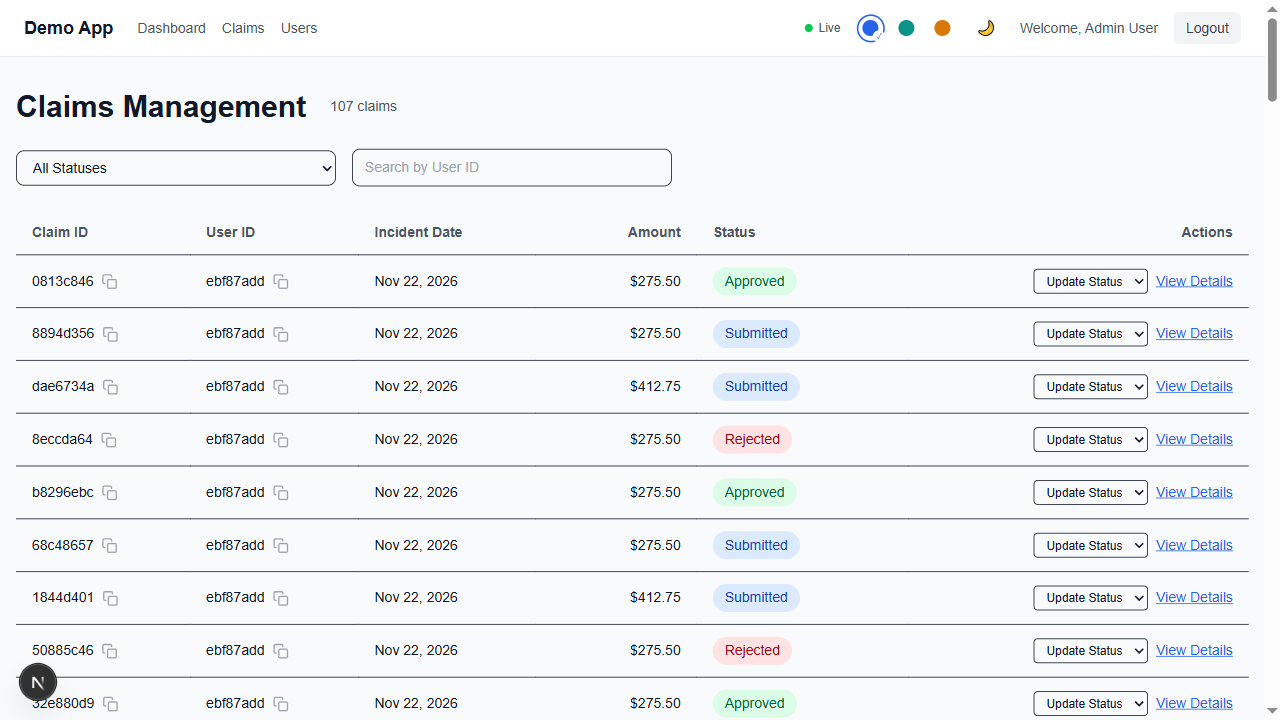 Demo App Dashboard Claims Users Live Welcome, Admin User Logout
Claims Management 107 claims
All Statuses Search by User ID
Claim ID User ID Incident Date Amount Status Actions
0813c846 ebf87add Nov 22, 2026 $275.50 Approved Update Status View Details
8894d356 ebf87add Nov 22, 2026 $275.50 Submitted Update Status View Details
dae6734a ebf87add Nov 22, 2026 $412.75 Submitted Update Status View Details
8eccda64 ebf87add Nov 22, 2026 $275.50 Rejected Update Status View Details
b8296ebc ebf87add Nov 22, 2026 $275.50 Approved Update Status View Details
68c48657 ebf87add Nov 22, 2026 $275.50 Submitted Update Status View Details
1844d401 ebf87add Nov 22, 2026 $412.75 Submitted Update Status View Details
50885c46 ebf87add Nov 22, 2026 $275.50 Rejected Update Status View Details
N
32e880d9 ebf87add Nov 22, 2026 $275.50 Approved Update Status View Details